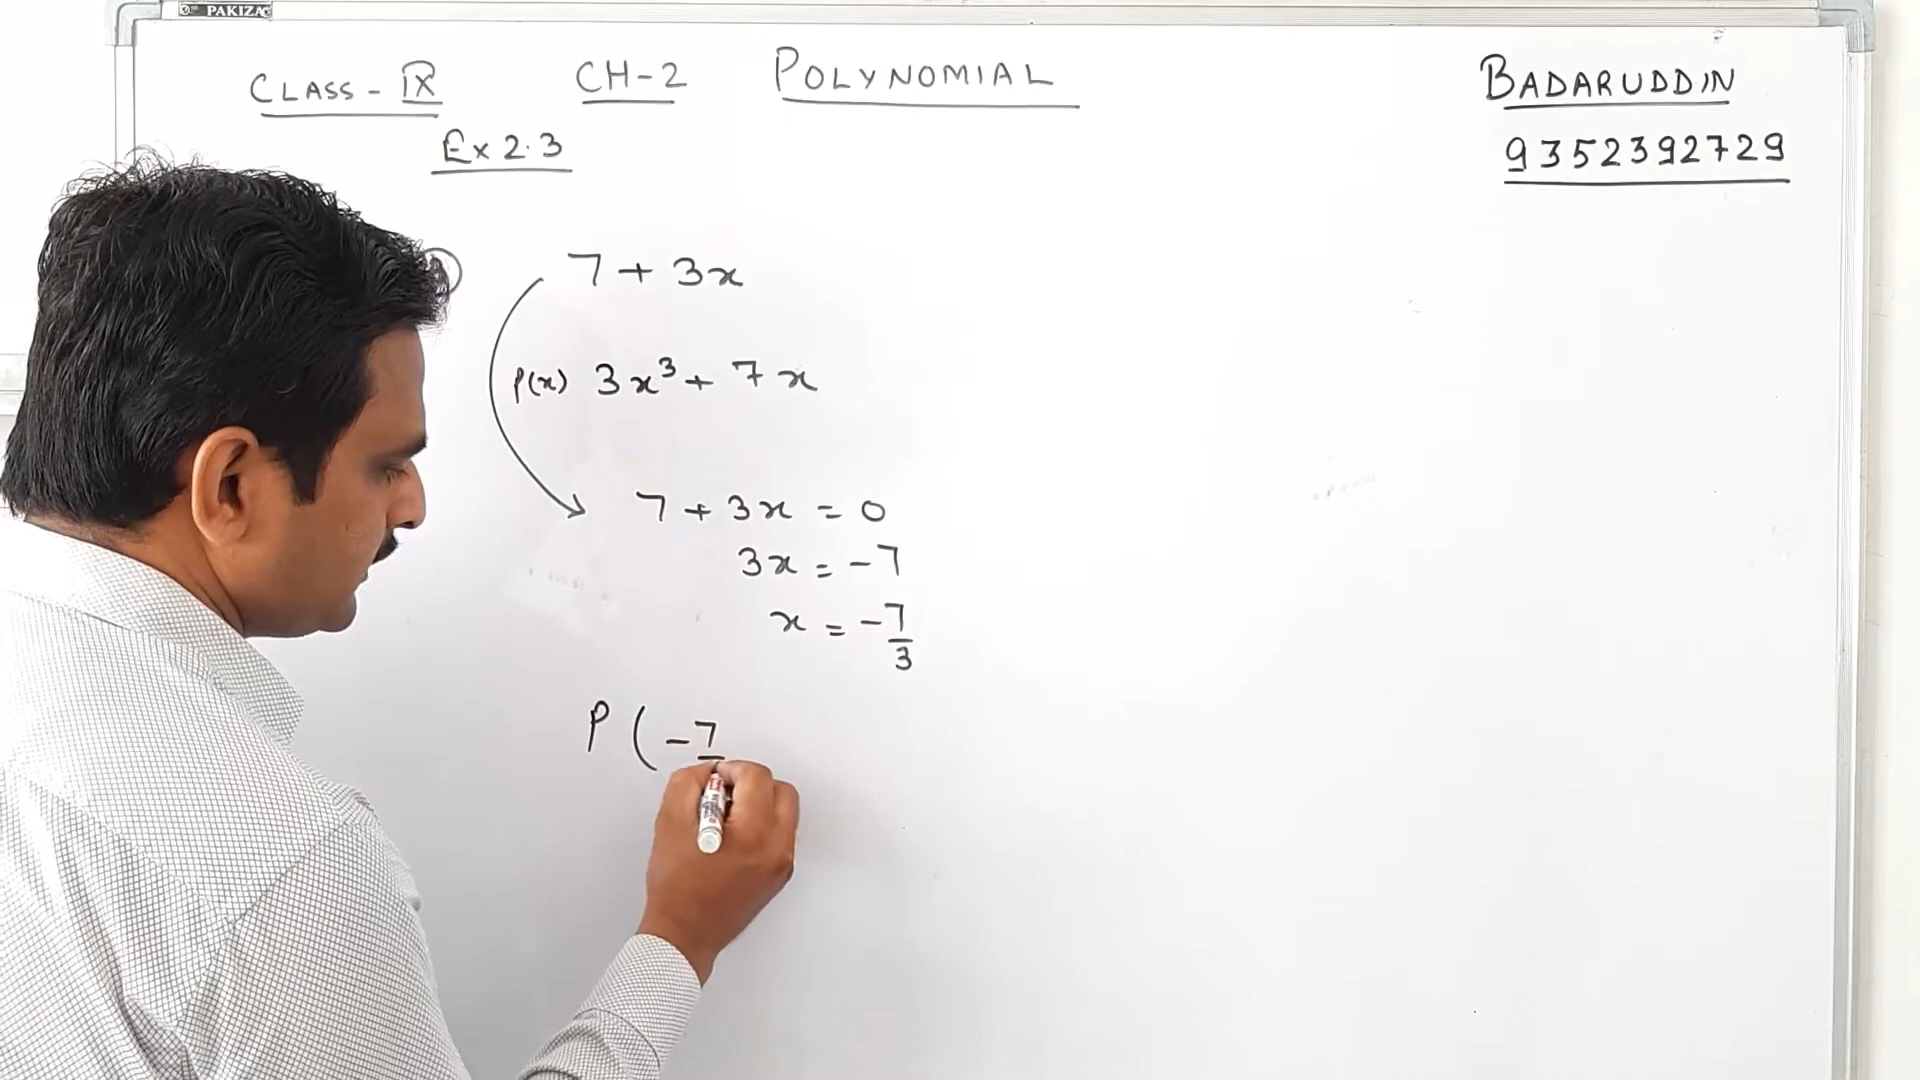 PAKIZA
CLASS - IX CH-2 POLYNOMIAL
BADARUDDIN
Ex 2.3
9352392729
7 + 3x
P(x) 3x³ + 7x
7 + 3x = 0
3x = -7
x = -7/3
P ( -7